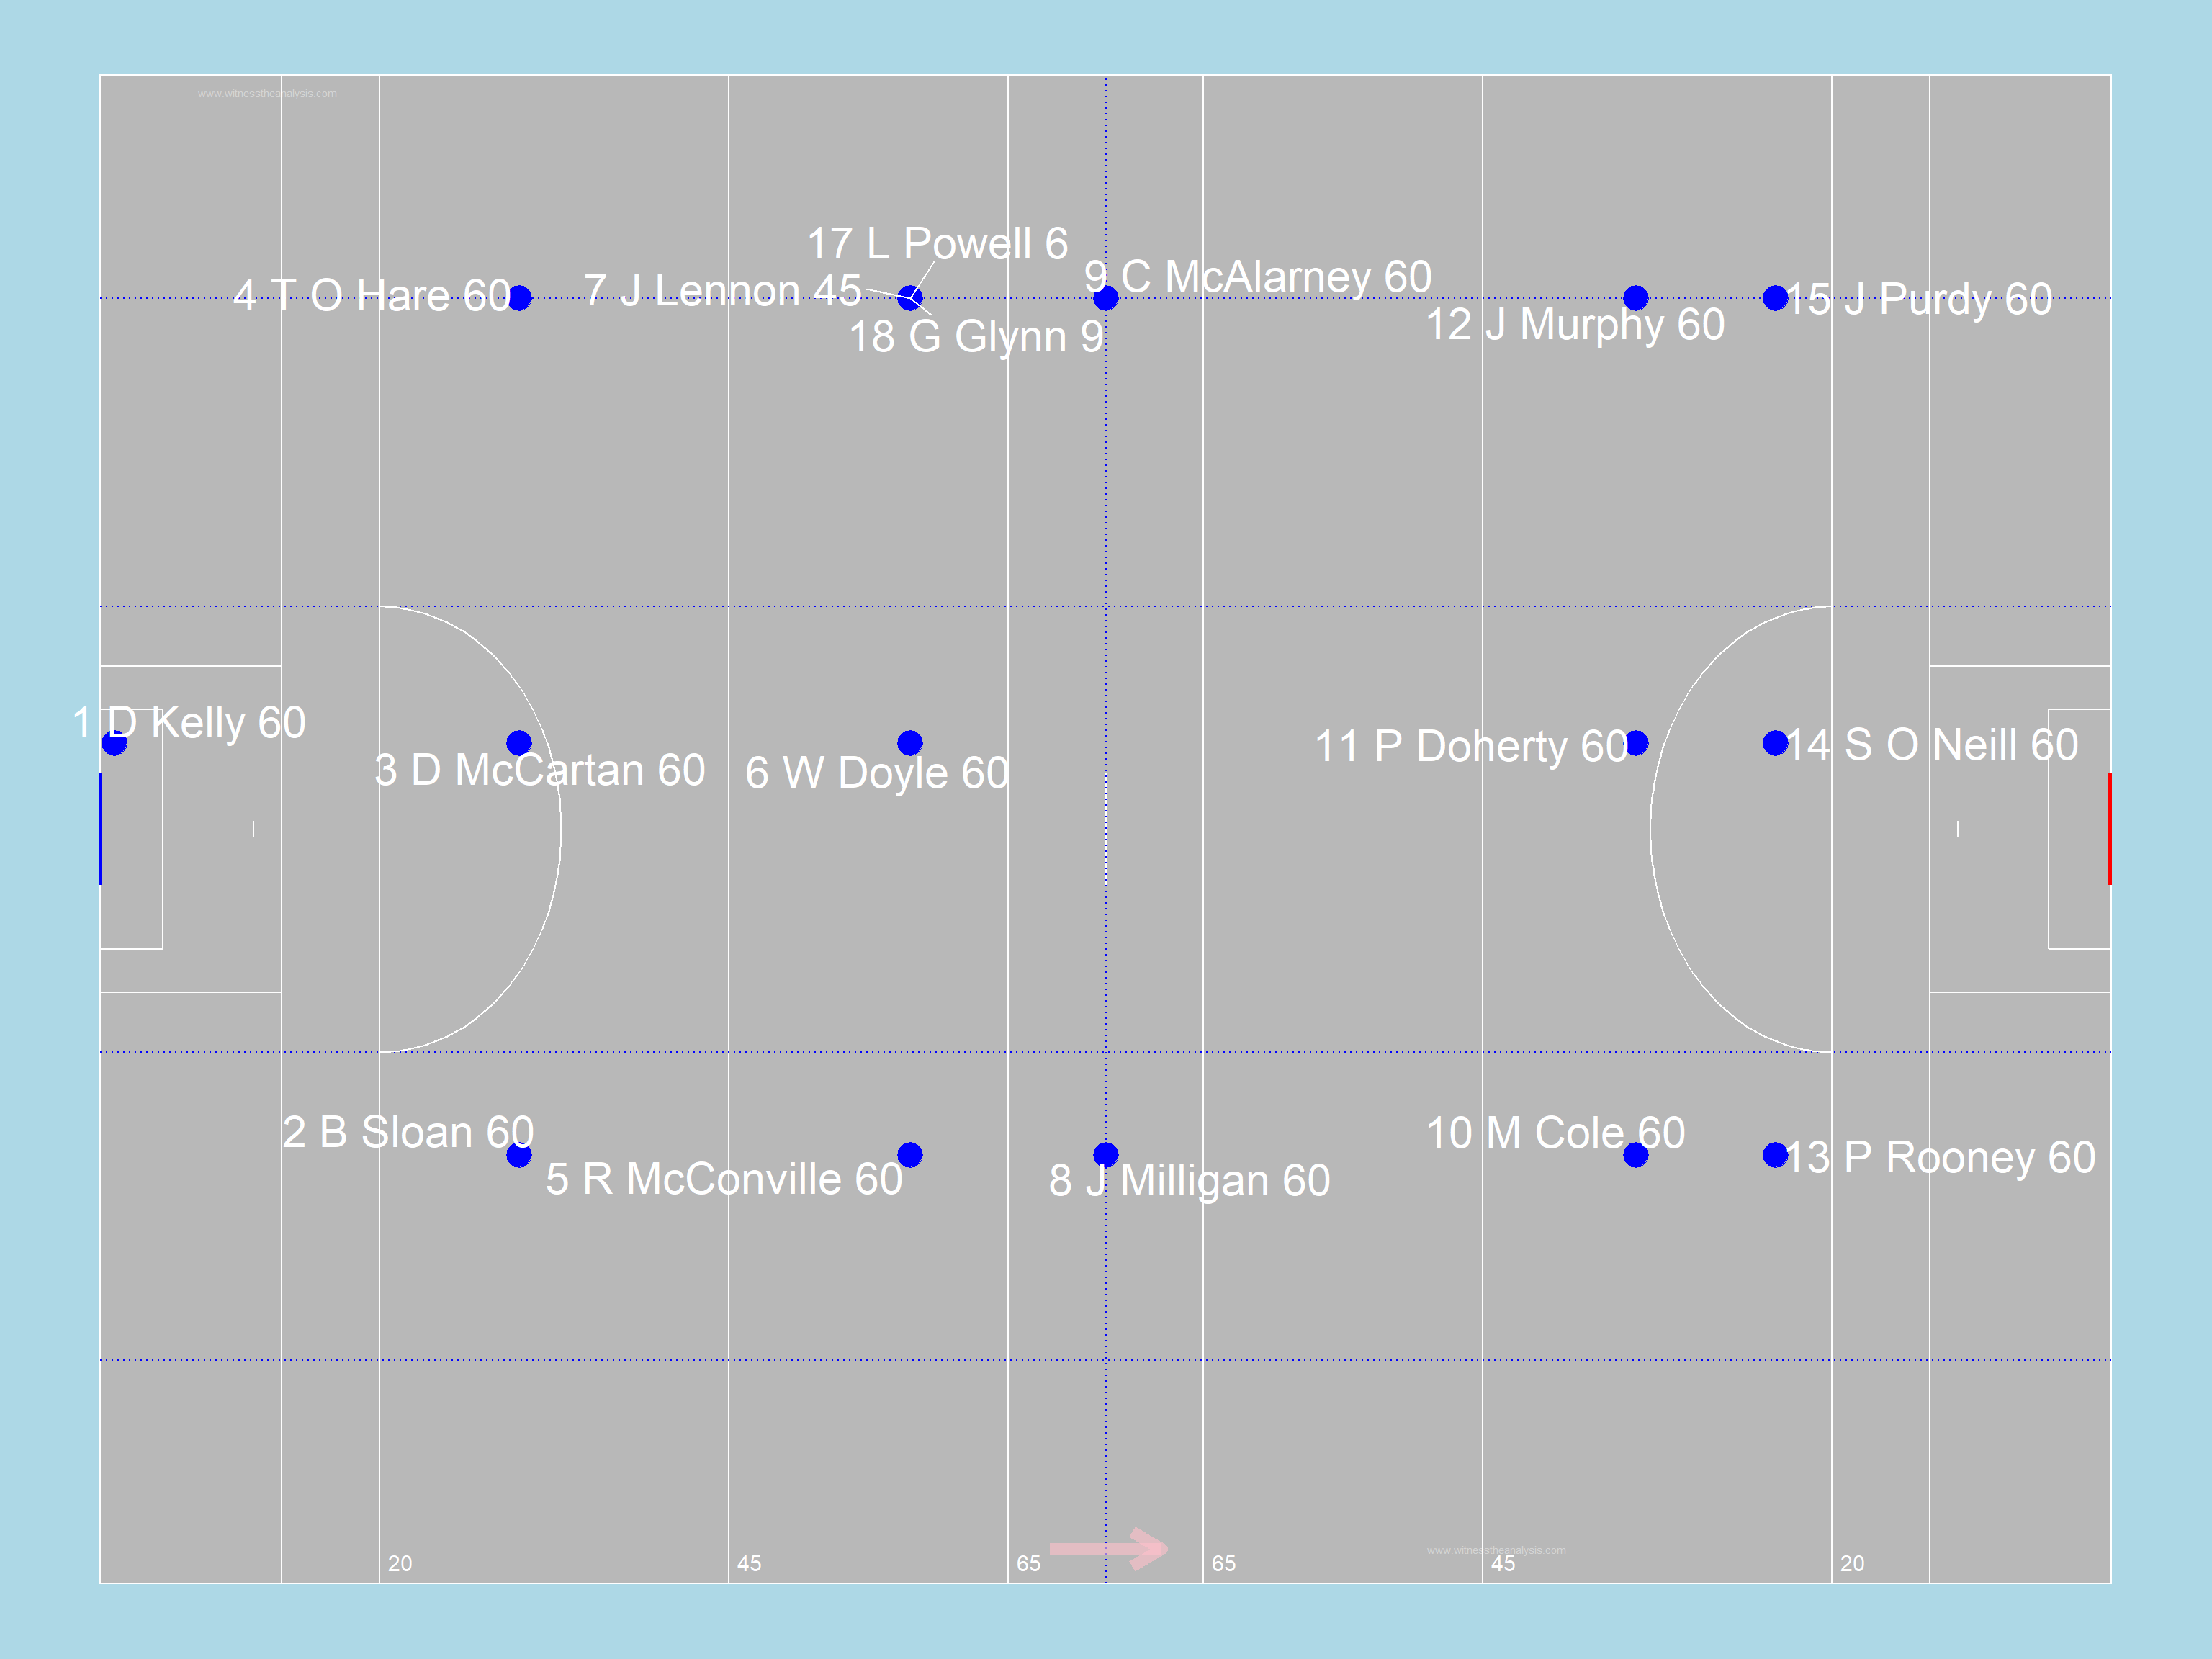 www.witnesstheanalysis.com
17 L Powell 6
9 C McAlarney 60
4 T O Hare 60
7 J Lennon 45
15 J Purdy 60
12 J Murphy 60
18 G Glynn 9
1 D Kelly 60
11 P Doherty 60
14 S O Neill 60
3 D McCartan 60
6 W Doyle 60
2 B Sloan 60
10 M Cole 60
13 P Rooney 60
5 R McConville 60
8 J Milligan 60
www.witnesstheanalysis.com
20 45 65 65 45 20